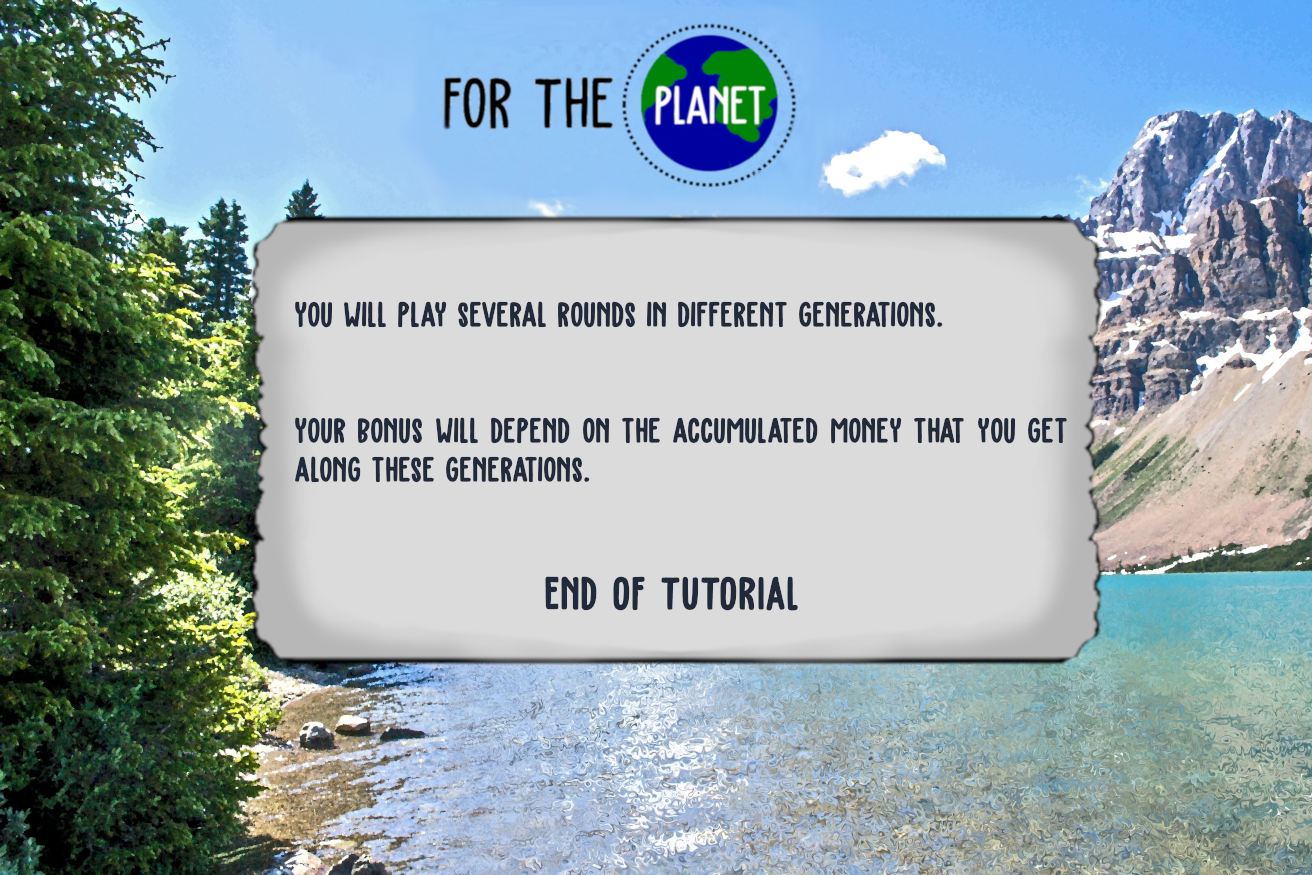 FOR THE PLANET
YOU WILL PLAY SEVERAL ROUNDS IN DIFFERENT GENERATIONS.
YOUR BONUS WILL DEPEND ON THE ACCUMULATED MONEY THAT YOU GET
ALONG THESE GENERATIONS.
END OF TUTORIAL